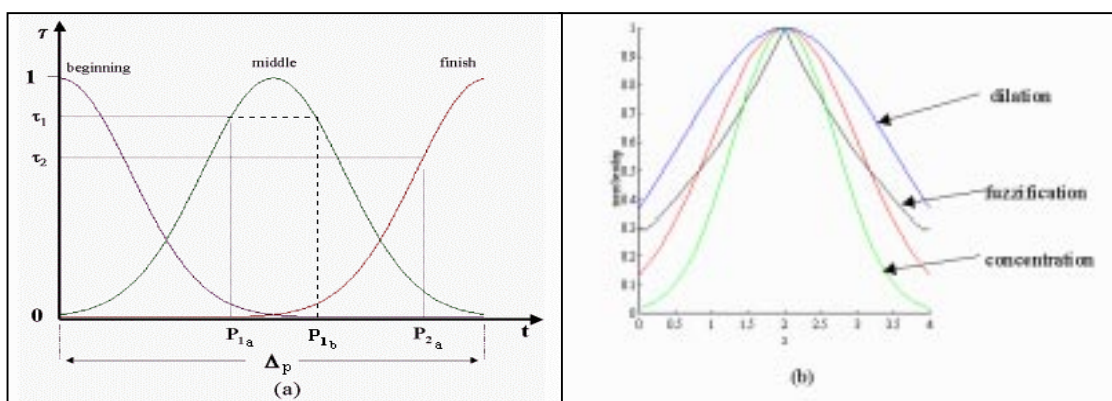 τ
1
beginning
middle
finish
τ1
τ2
0
P1a
P1b
P2a
t
Δp
(a)
1
0.9
0.8
0.7
0.6
0.5
0.4
0.3
0.2
0.1
0
0 0.5 1 1.5 2 2.5 3 3.5 4
dilation
fuzzification
concentration
(b)